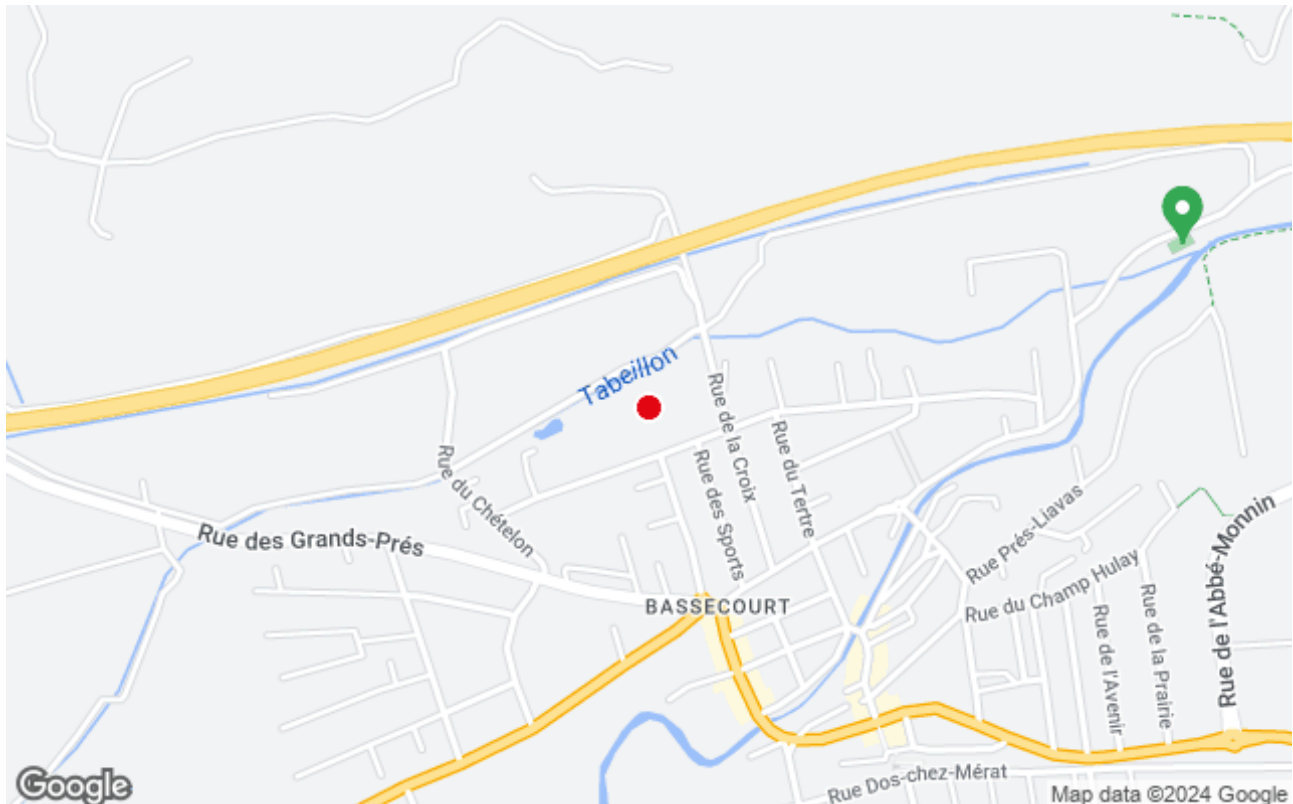 Tabeillon
Rue de la Croix
Rue du Tertre
Rue des Sports
Rue du Chételon
Rue des Grands-Prés
BASSECOURT
Rue Prés-Liavas
Rue du Champ Hulay
Rue de l'Avenir
Rue de la Prairie
Rue de l'Abbé-Monnin
Rue Dos-chez-Mérat
Google
Map data ©2024 Google